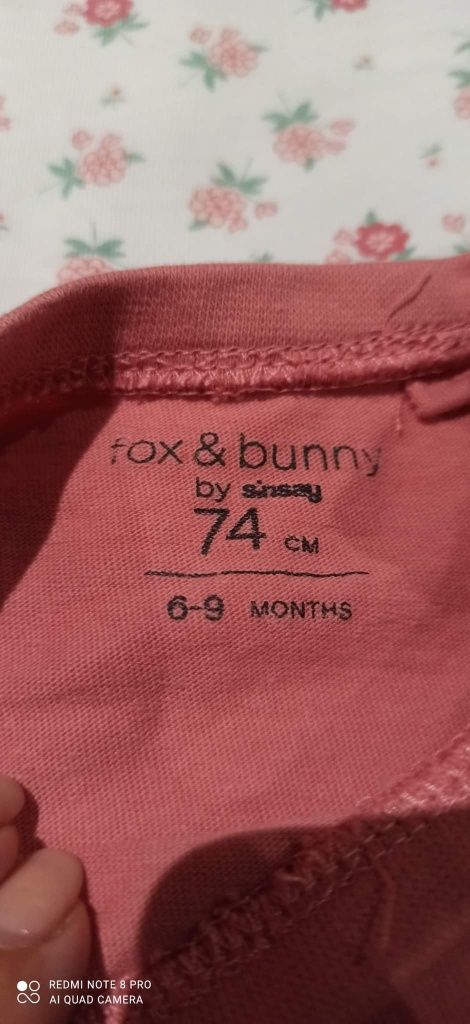 fox & bunny
by sinsay
74 CM
6-9 MONTHS
REDMI NOTE 8 PRO
AI QUAD CAMERA